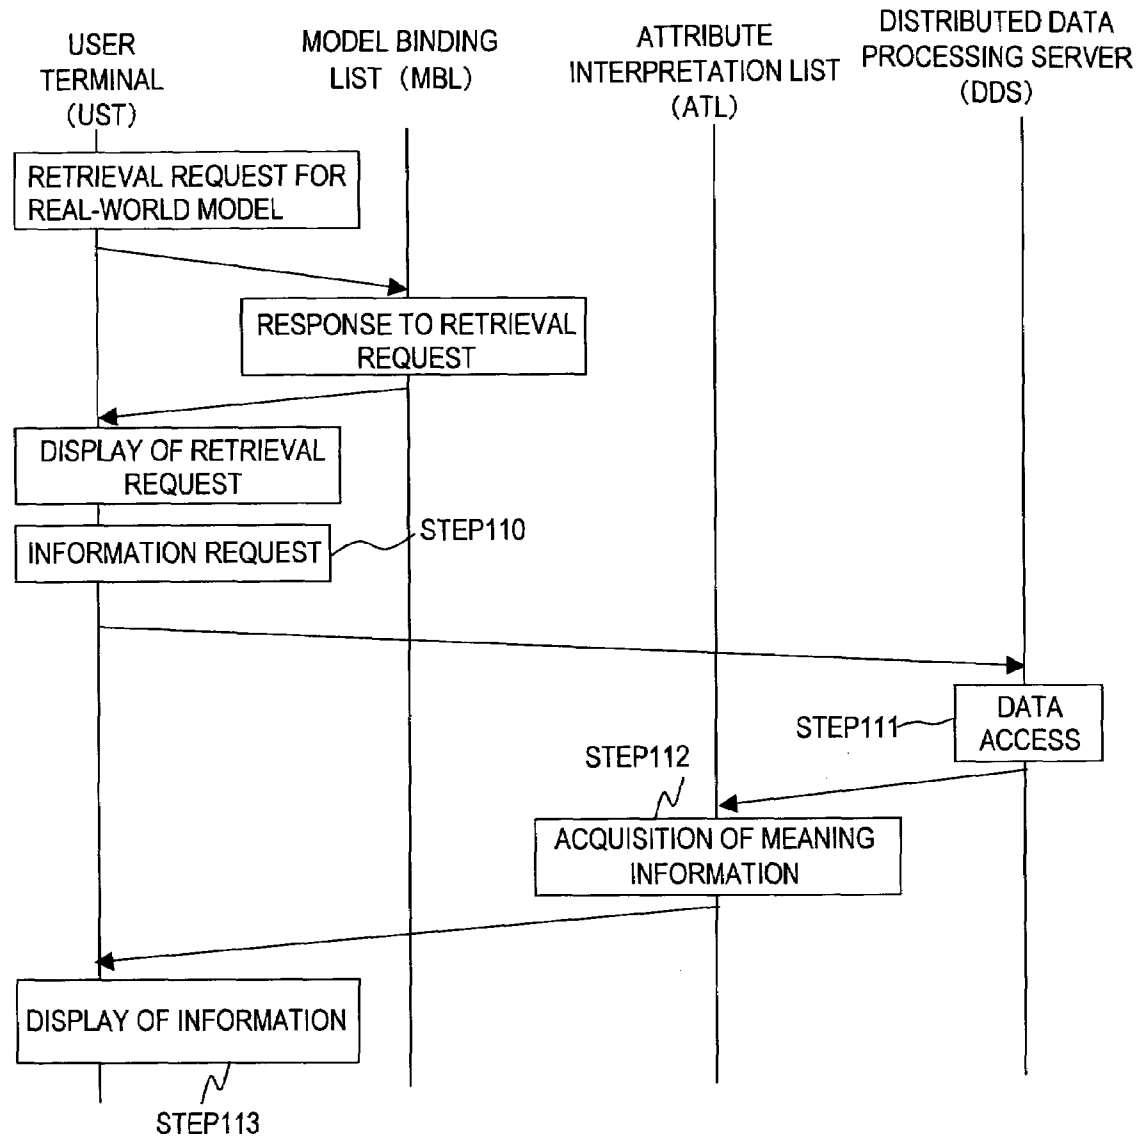 USER
TERMINAL
(UST)
MODEL BINDING
LIST (MBL)
ATTRIBUTE
INTERPRETATION LIST
(ATL)
DISTRIBUTED DATA
PROCESSING SERVER
(DDS)
RETRIEVAL REQUEST FOR
REAL-WORLD MODEL
RESPONSE TO RETRIEVAL
REQUEST
DISPLAY OF RETRIEVAL
REQUEST
INFORMATION REQUEST
STEP110
DATA
ACCESS
STEP111
STEP112
ACQUISITION OF MEANING
INFORMATION
DISPLAY OF INFORMATION
STEP113